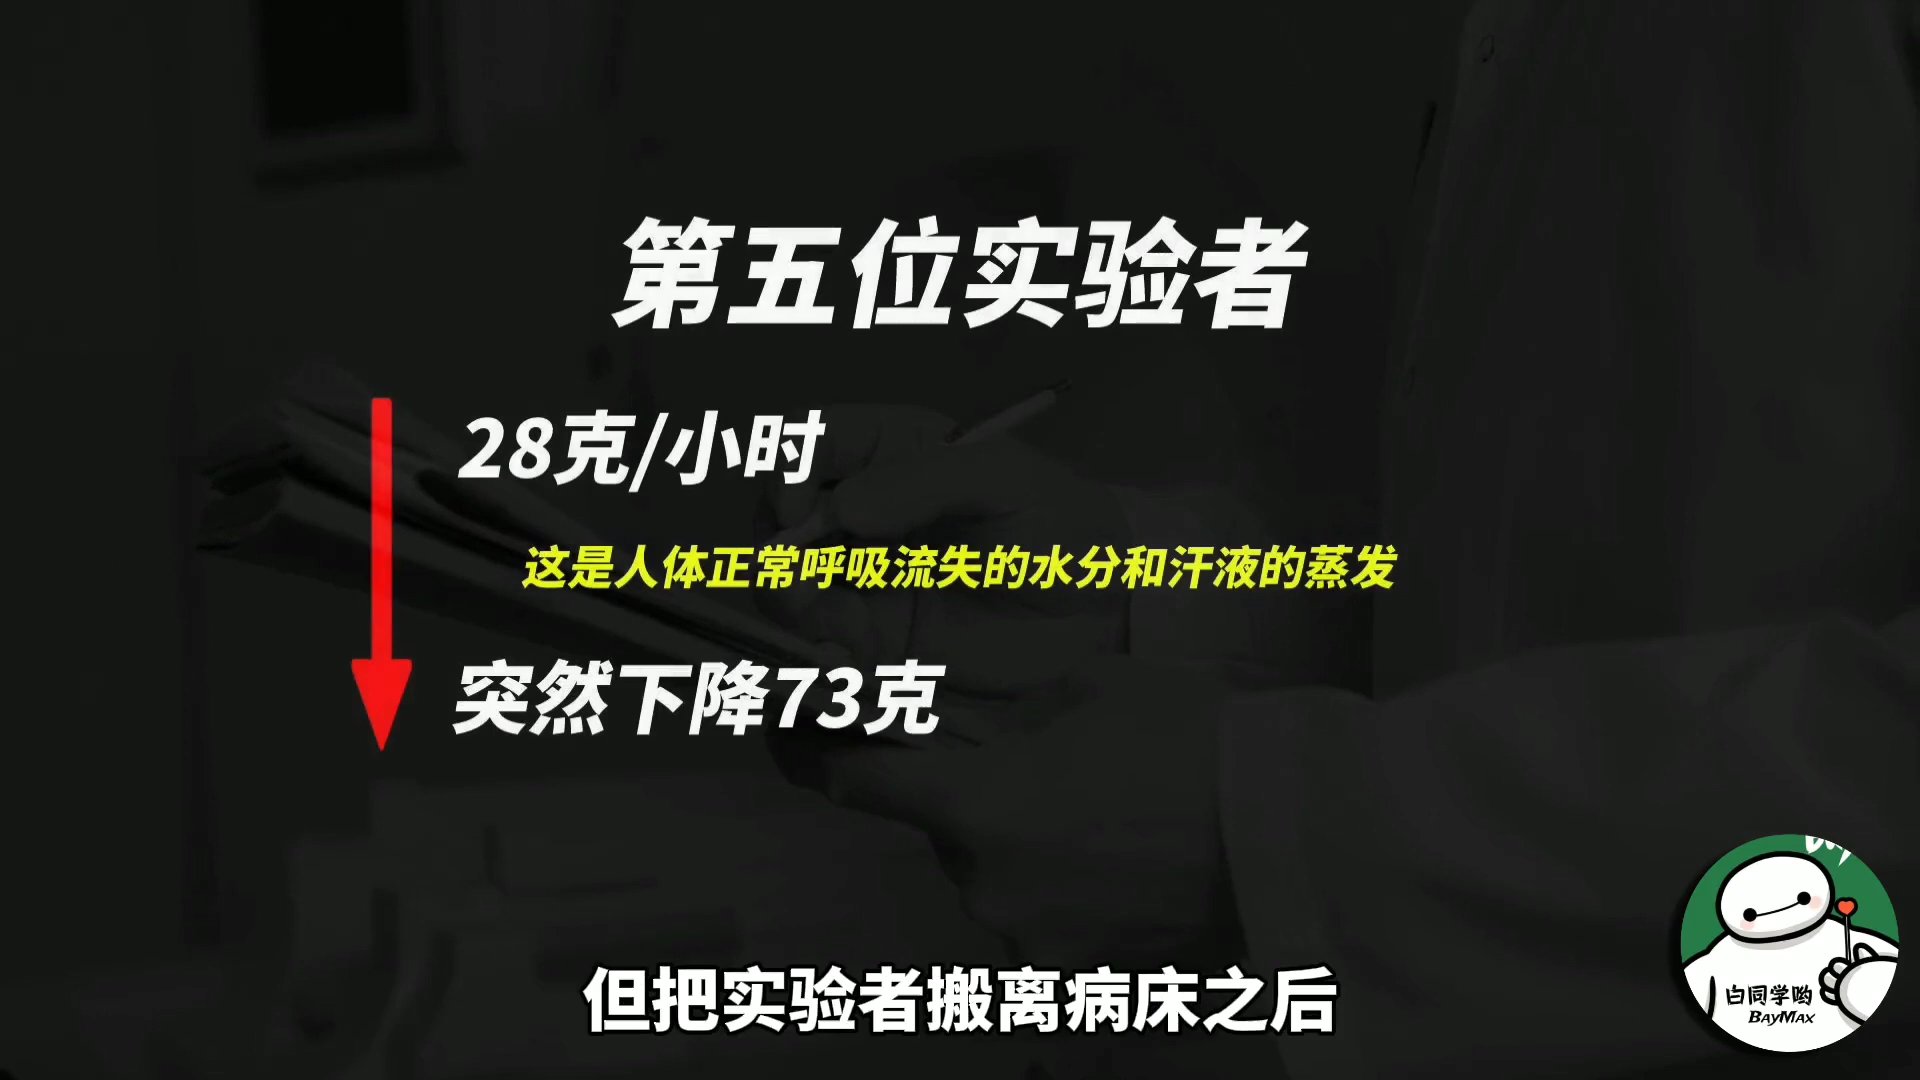 第五位实验者
28克/小时
这是人体正常呼吸流失的水分和汗液的蒸发
突然下降73克
但把实验者搬离病床之后
白同学哟
BAYMAX